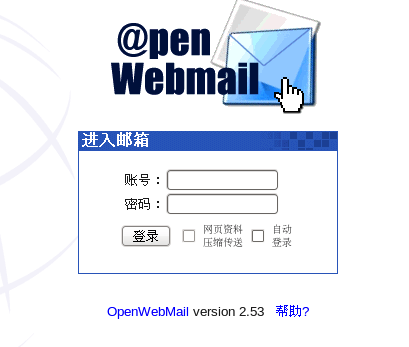 @pen
Webmail
进入邮箱
账号：
密码：
登录 网页资料 自动
压缩传送 登录
OpenWebMail version 2.53 帮助?